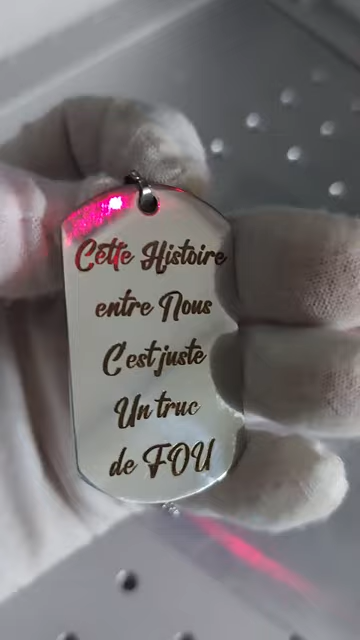 Cette Histoire
entre Nous
C'est juste
Un truc
de FOU